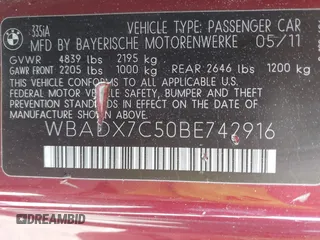 BMW
335iA
VEHICLE TYPE: PASSENGER CAR
MFD BY BAYERISCHE MOTORENWERKE 05/11
GVWR 4839 lbs 2195 kg
GAWR FRONT 2205 lbs 1000 kg REAR 2646 lbs 1200 kg
THIS VEHICLE CONFORMS TO ALL APPLICABLE U.S.
FEDERAL MOTOR VEHICLE SAFETY,
BUMPER AND THEFT
PREVENTION STANDARDS IN EFFECT ON THE DATE
OF MANUFACTURE SHOWN ABOVE.
WBADX7C50BE742916
DREAMBID